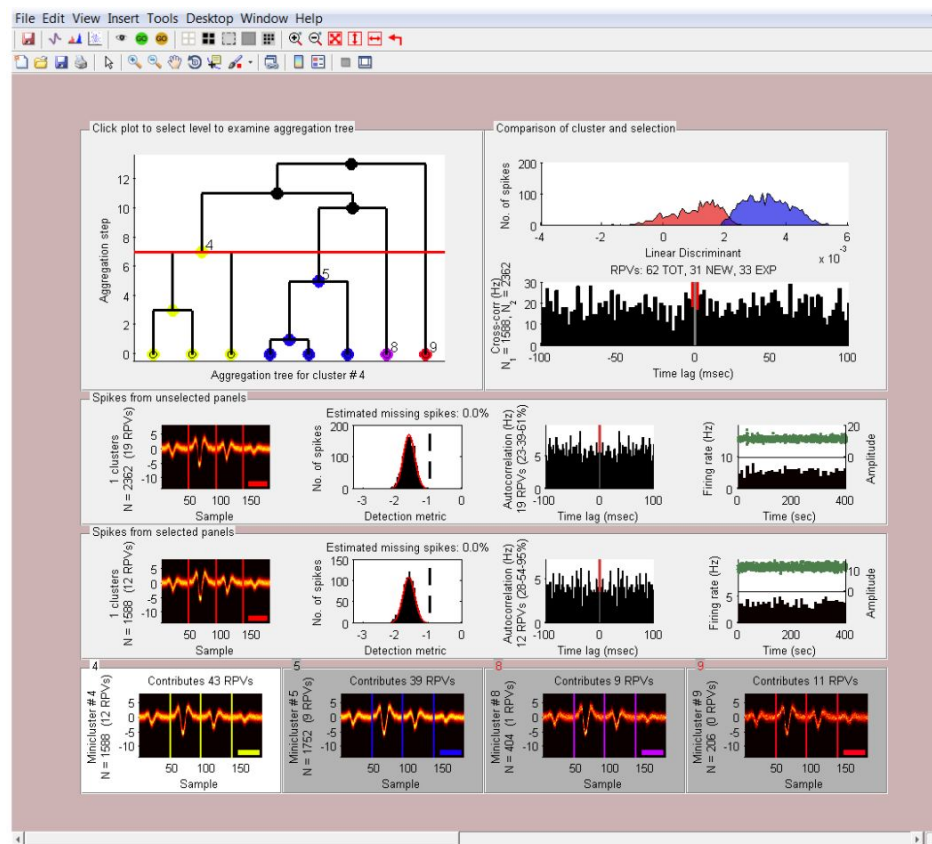 File Edit View Insert Tools Desktop Window Help
GO GO
Click plot to select level to examine aggregation tree
Aggregation step
12
10
8
6
4
2
0
4
5
8
9
Aggregation tree for cluster # 4
Comparison of cluster and selection
No. of spikes
200
100
0
-4 -2 0 2 4 6
x 10^-3
Linear Discriminant
RPVs: 62 TOT, 31 NEW, 33 EXP
Cross-corr (Hz)
N1 = 1588, N2 = 2362
30
20
10
0
-100 -50 0 50 100
Time lag (msec)
Spikes from unselected panels
1 clusters
N = 2362 (19 RPVs)
5
0
-5
-10
50 100 150
Sample
Estimated missing spikes: 0.0%
No. of spikes
200
100
0
-3 -2 -1 0
Detection metric
Autocorrelation (Hz)
19 RPVs (23-39-61%)
5
0
-100 0 100
Time lag (msec)
Firing rate (Hz)
10
5
0
20
0
Amplitude
0 200 400
Time (sec)
Spikes from selected panels
1 clusters
N = 1588 (12 RPVs)
5
0
-5
-10
50 100 150
Sample
Estimated missing spikes: 0.0%
No. of spikes
150
100
50
0
-3 -2 -1 0
Detection metric
Autocorrelation (Hz)
12 RPVs (28-54-95%)
5
0
-100 0 100
Time lag (msec)
Firing rate (Hz)
5
0
10
0
Amplitude
0 200 400
Time (sec)
4
Contributes 43 RPVs
Minicluster # 4
N = 1588 (12 RPVs)
5
0
-5
-10
50 100 150
Sample
5
Contributes 39 RPVs
Minicluster # 5
N = 1752 (9 RPVs)
5
0
-5
-10
50 100 150
Sample
8
Contributes 9 RPVs
Minicluster # 8
N = 404 (1 RPVs)
5
0
-5
-10
50 100 150
Sample
9
Contributes 11 RPVs
Minicluster # 9
N = 206 (0 RPVs)
5
0
-5
-10
50 100 150
Sample